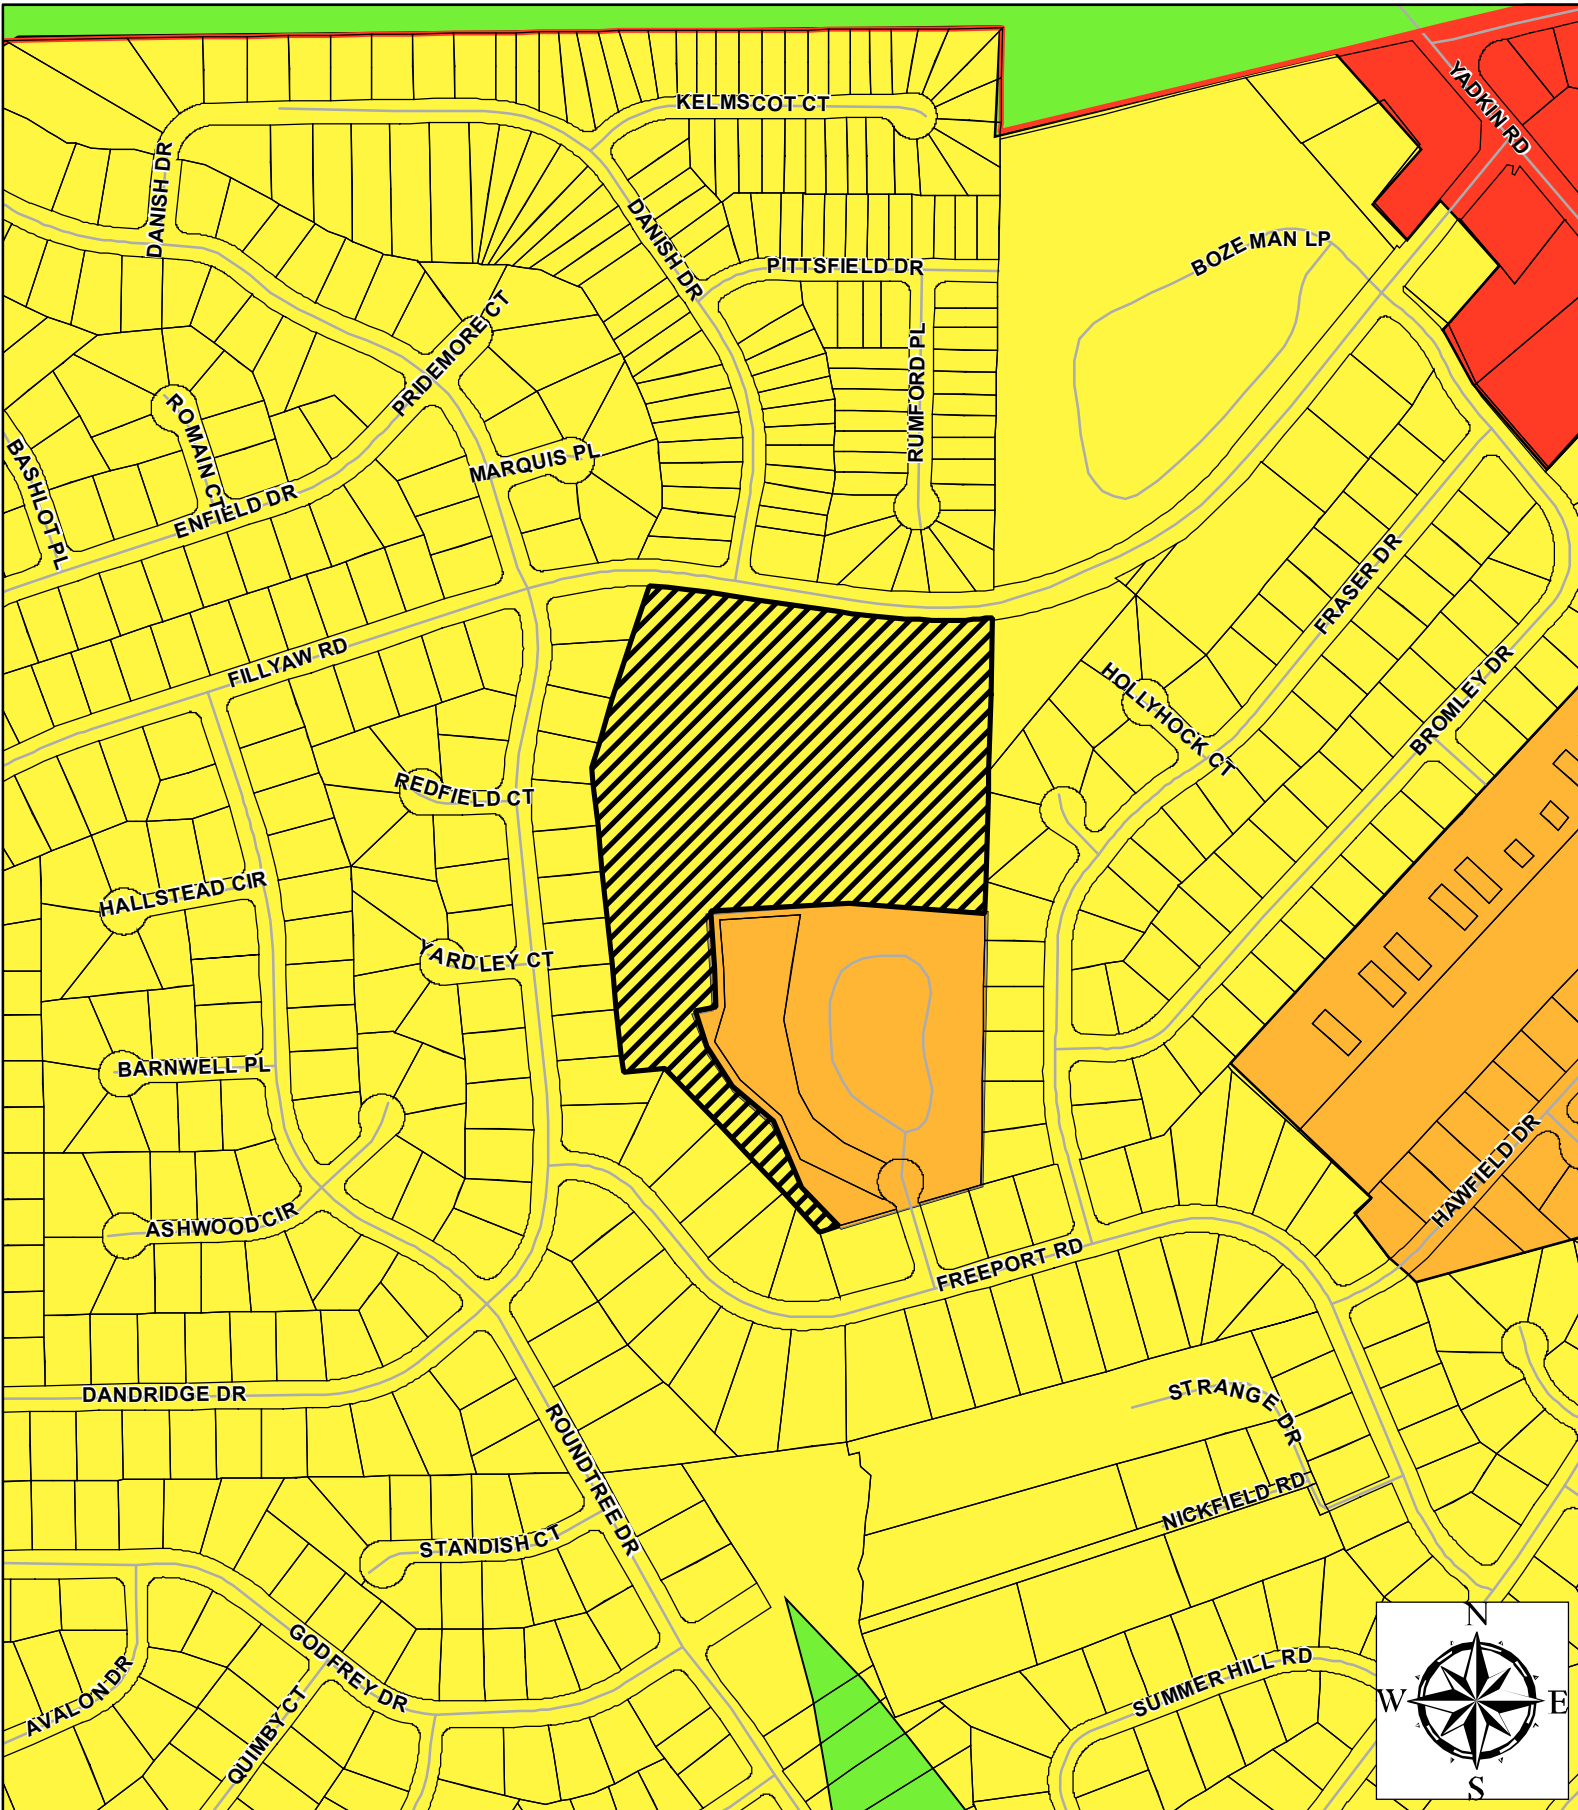 KELMSCOT CT
YADKIN RD
DANISH DR
DANISH DR
BOZE MAN LP
PITTSFIELD DR
PRIDEMORE CT
RUMFORD PL
ROMAIN CT
BASHLOT PL
MARQUIS PL
ENFIELD DR
FRASER DR
FILLYAW RD
BROMLEY DR
HOLLYHOCK CT
REDFIELD CT
HALLSTEAD CIR
YARDLEY CT
BARNWELL PL
HAWFIELD DR
ASHWOOD CIR
FREEPORT RD
DANDRIDGE DR
STRANGE DR
ROUNDTREE DR
NICKFIELD RD
STANDISH CT
GODFREY DR
SUMMER HILL RD
AVALON DR
QUIMBY CT
N
W E
S